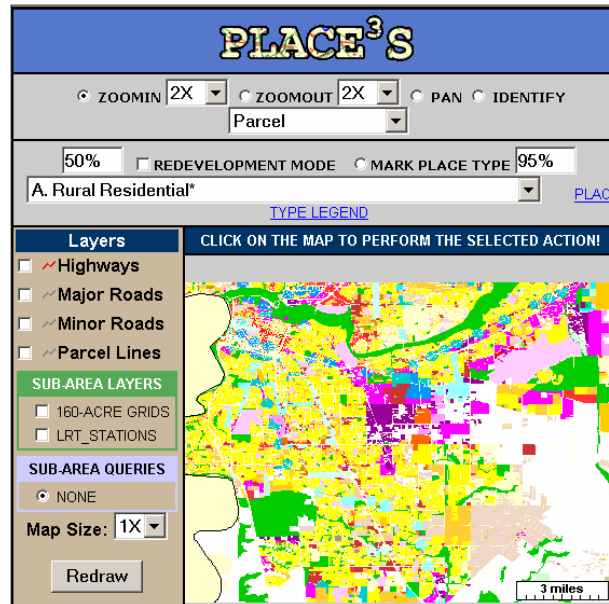 PLACE³S
ZOOMIN 2X ZOOMOUT 2X PAN IDENTIFY
Parcel
50% REDEVELOPMENT MODE MARK PLACE TYPE 95%
A. Rural Residential* PLAC
TYPE LEGEND
Layers
CLICK ON THE MAP TO PERFORM THE SELECTED ACTION!
Highways
Major Roads
Minor Roads
Parcel Lines
SUB-AREA LAYERS
160-ACRE GRIDS
LRT_STATIONS
SUB-AREA QUERIES
NONE
Map Size: 1X
Redraw
3 miles